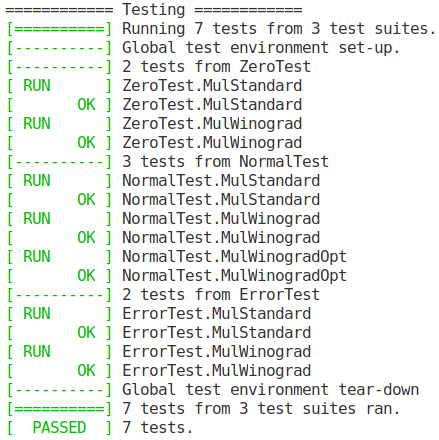 ============ Testing ============
[==========] Running 7 tests from 3 test suites.
[----------] Global test environment set-up.
[----------] 2 tests from ZeroTest
[ RUN      ] ZeroTest.MulStandard
[       OK ] ZeroTest.MulStandard
[ RUN      ] ZeroTest.MulWinograd
[       OK ] ZeroTest.MulWinograd
[----------] 3 tests from NormalTest
[ RUN      ] NormalTest.MulStandard
[       OK ] NormalTest.MulStandard
[ RUN      ] NormalTest.MulWinograd
[       OK ] NormalTest.MulWinograd
[ RUN      ] NormalTest.MulWinogradOpt
[       OK ] NormalTest.MulWinogradOpt
[----------] 2 tests from ErrorTest
[ RUN      ] ErrorTest.MulStandard
[       OK ] ErrorTest.MulStandard
[ RUN      ] ErrorTest.MulWinograd
[       OK ] ErrorTest.MulWinograd
[----------] Global test environment tear-down
[==========] 7 tests from 3 test suites ran.
[  PASSED  ] 7 tests.